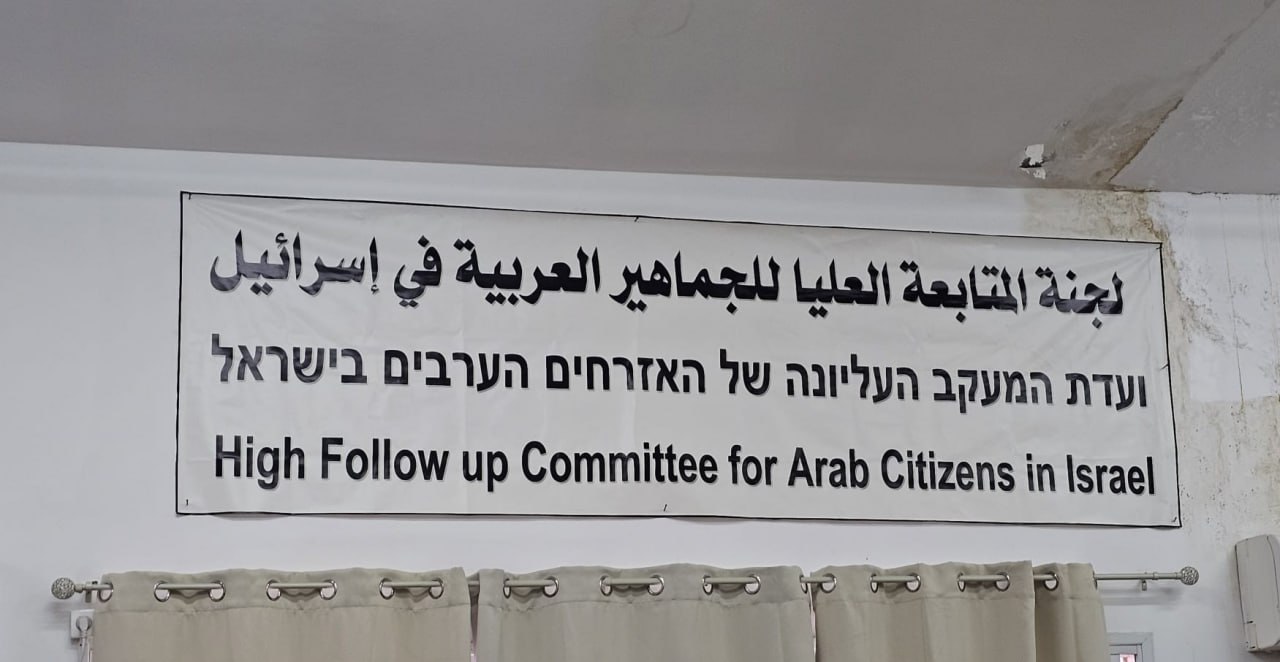 لجنة المتابعة العليا للجماهير العربية في إسرائيل
ועדת המעקב העליונה של האזרחים הערבים בישראל
High Follow up Committee for Arab Citizens in Israel